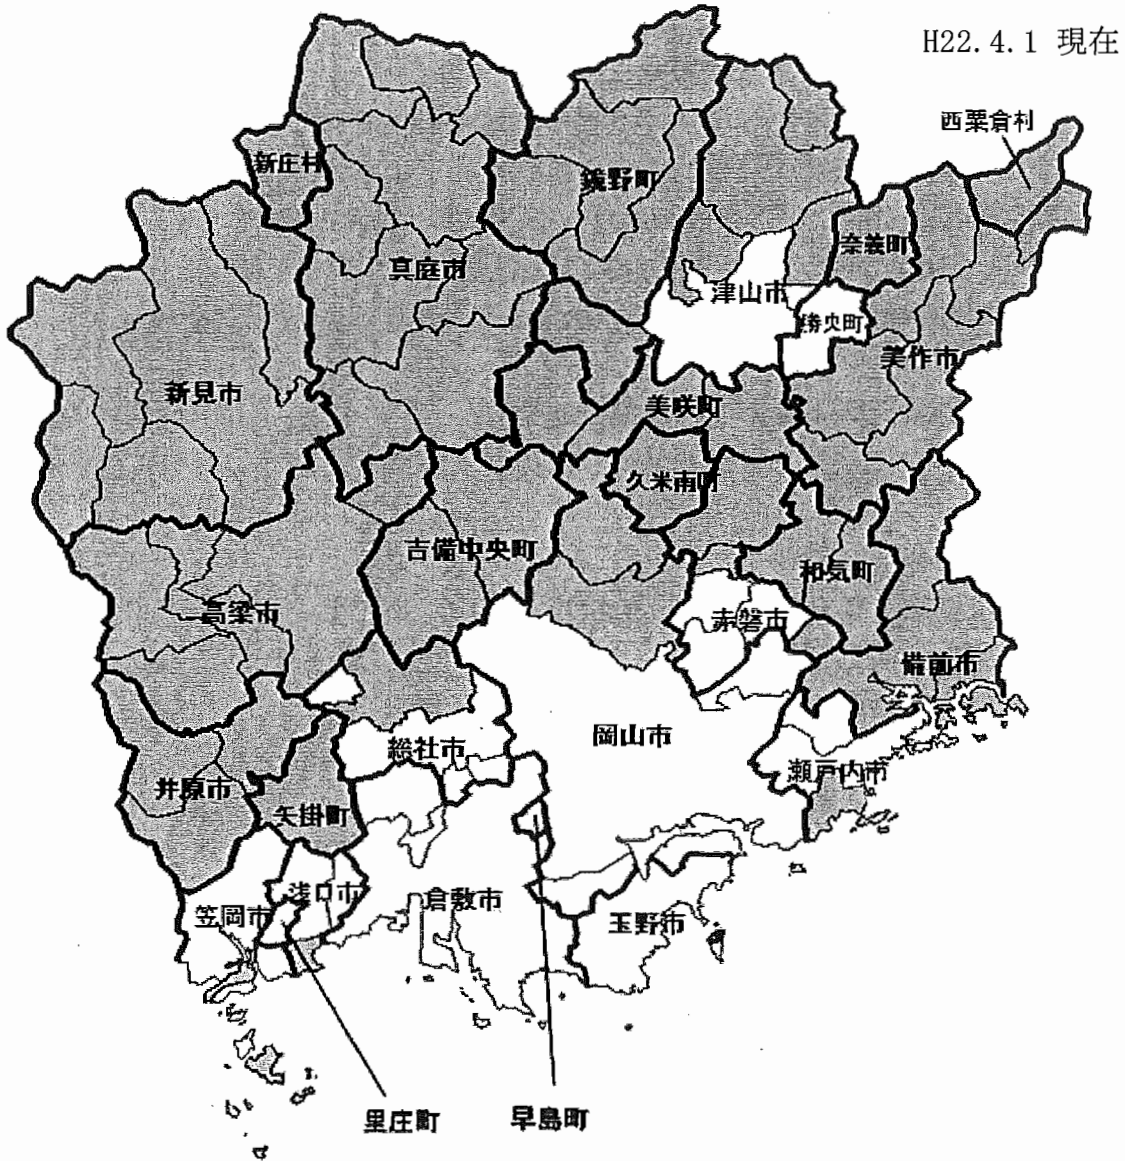 H22.4.1 現在
西粟倉村
新庄村
鏡野町
奈義町
真庭市
津山市
勝央町
美作市
新見市
美咲町
久米南町
吉備中央町
和気町
高梁市
赤磐市
備前市
岡山市
総社市
瀬戸内市
井原市
矢掛町
浅口市
倉敷市
笠岡市
玉野市
里庄町
早島町